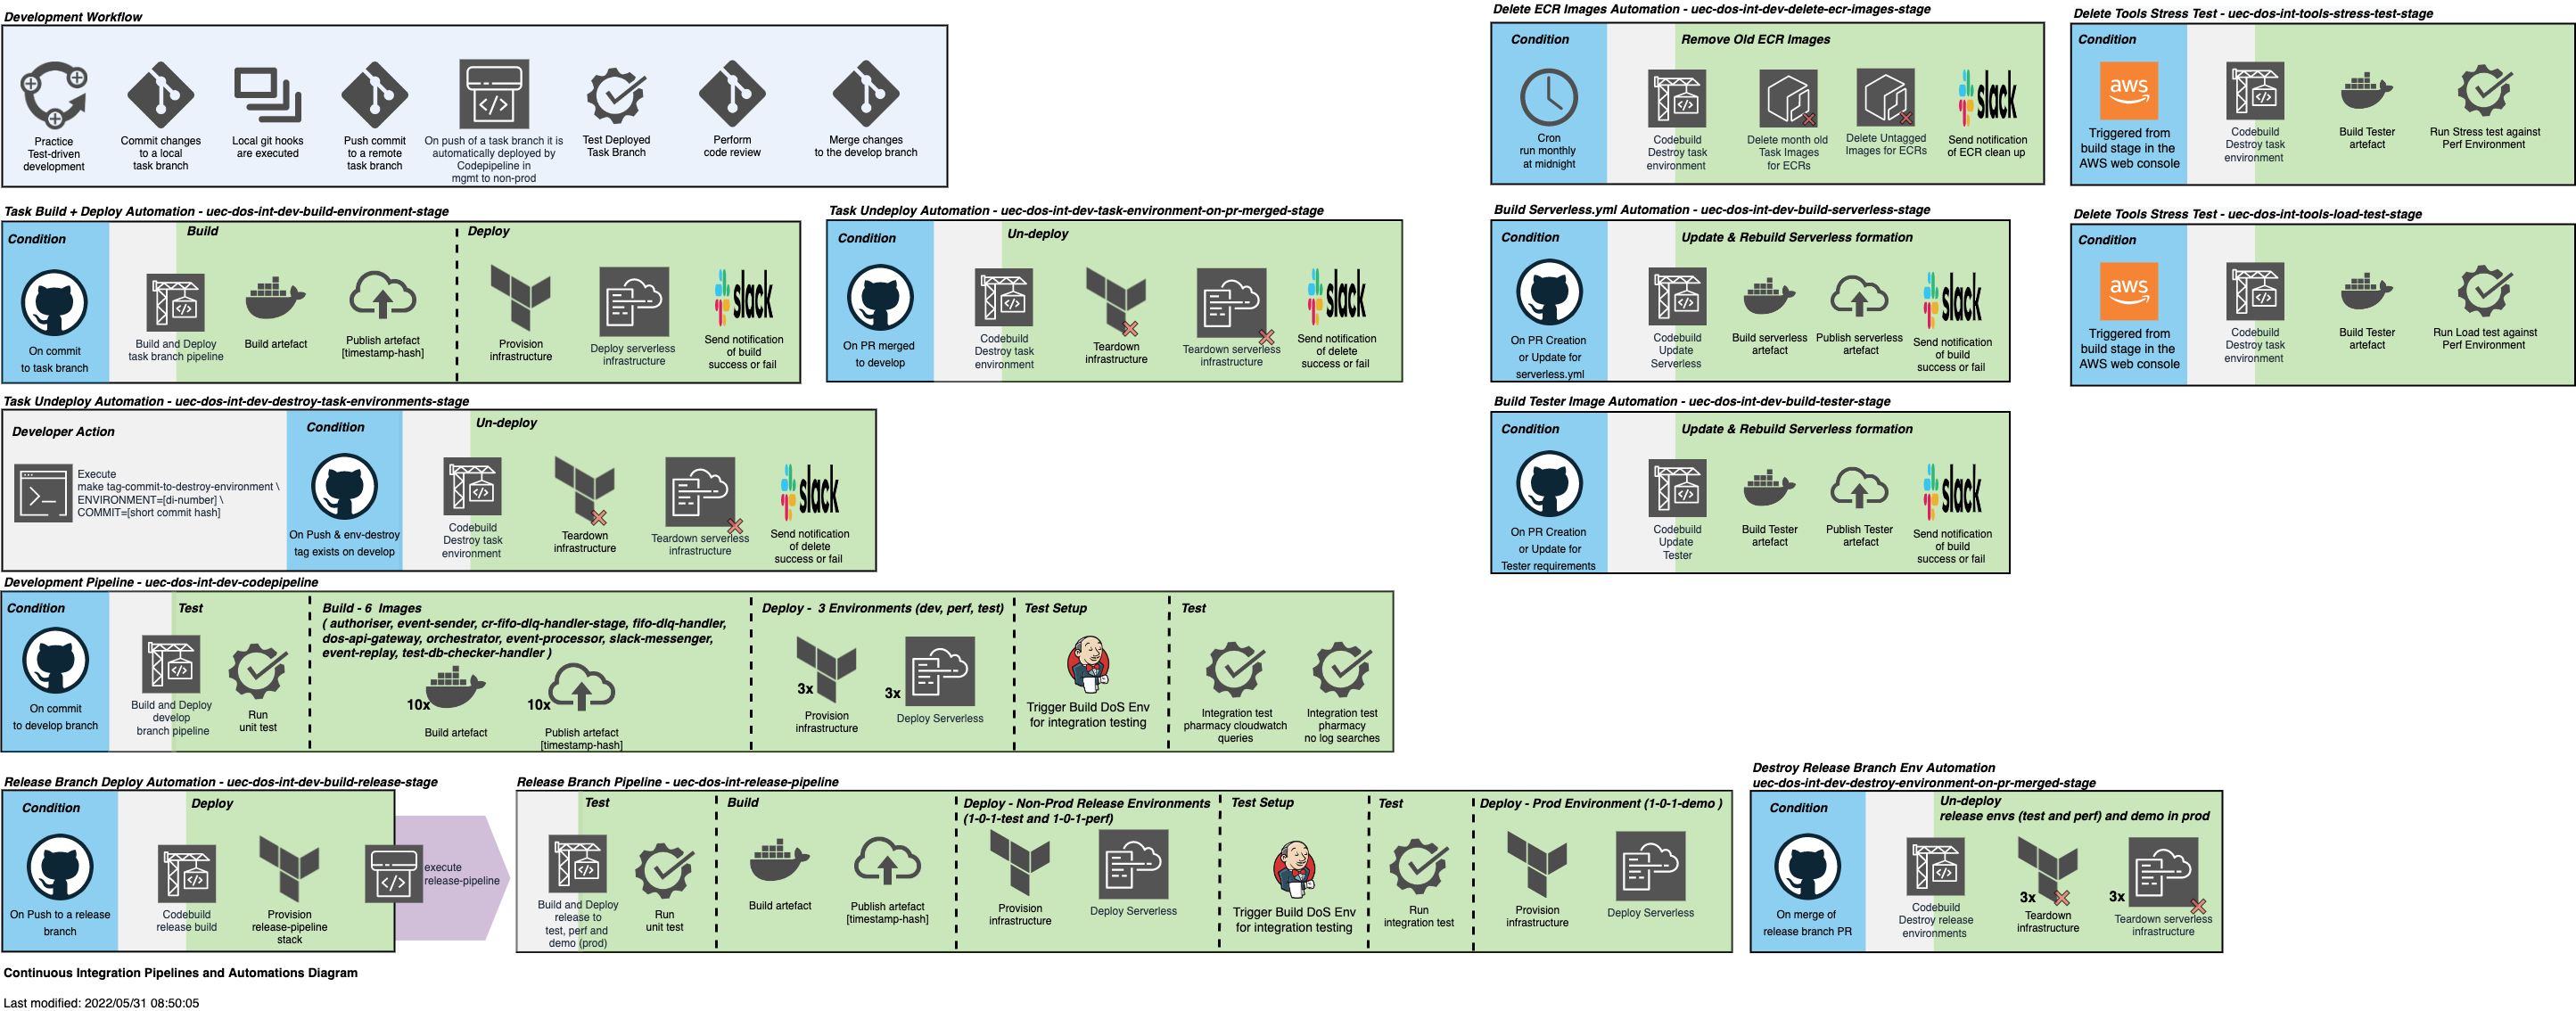 Development Workflow
Practice
Test-driven
development
Commit changes
to a local
task branch
Local git hooks
are executed
Push commit
to a remote
task branch
On push of a task branch it is
automatically deployed by
Codepipeline in
mgmt to non-prod
Test Deployed
Task Branch
Perform
code review
Merge changes
to the develop branch
Delete ECR Images Automation - uec-dos-int-dev-delete-ecr-images-stage
Condition
Remove Old ECR Images
Cron
run monthly
at midnight
Codebuild
Destroy task
environment
Delete month old
Task Images
for ECRs
Delete Untagged
Images for ECRs
slack
Send notification
of ECR clean up
Delete Tools Stress Test - uec-dos-int-tools-stress-test-stage
Condition
aws
Triggered from
build stage in the
AWS web console
Codebuild
Destroy task
environment
Build Tester
artefact
Run Stress test against
Perf Environment
Task Build + Deploy Automation - uec-dos-int-dev-build-environment-stage
Condition
Build
Deploy
On commit
to task branch
Build and Deploy
task branch pipeline
Build artefact
Publish artefact
[timestamp-hash]
Provision
infrastructure
Deploy serverless
infrastructure
slack
Send notification
of build
success or fail
Task Undeploy Automation - uec-dos-int-dev-task-environment-on-pr-merged-stage
Condition
Un-deploy
On PR merged
to develop
Codebuild
Destroy task
environment
Teardown
infrastructure
Teardown serverless
infrastructure
slack
Send notification
of delete
success or fail
Build Serverless.yml Automation - uec-dos-int-dev-build-serverless-stage
Condition
Update & Rebuild Serverless formation
On PR Creation
or Update for
serverless.yml
Codebuild
Update
Serverless
Build serverless
artefact
Publish serverless
artefact
slack
Send notification
of build
success or fail
Delete Tools Stress Test - uec-dos-int-tools-load-test-stage
Condition
aws
Triggered from
build stage in the
AWS web console
Codebuild
Destroy task
environment
Build Tester
artefact
Run Load test against
Perf Environment
Task Undeploy Automation - uec-dos-int-dev-destroy-task-environments-stage
Developer Action
Execute
make tag-commit-to-destroy-environment \
ENVIRONMENT=[di-number] \
COMMIT=[short commit hash]
Condition
Un-deploy
On Push & env-destroy
tag exists on develop
Codebuild
Destroy task
environment
Teardown
infrastructure
Teardown serverless
infrastructure
slack
Send notification
of delete
success or fail
Build Tester Image Automation - uec-dos-int-dev-build-tester-stage
Condition
Update & Rebuild Serverless formation
On PR Creation
or Update for
Tester requirements
Codebuild
Update
Tester
Build Tester
artefact
Publish Tester
artefact
slack
Send notification
of build
success or fail
Development Pipeline - uec-dos-int-dev-codepipeline
Condition
Test
Build - 6 Images
( authoriser, event-sender, cr-fifo-dlq-handler-stage, fifo-dlq-handler,
dos-api-gateway, orchestrator, event-processor, slack-messenger,
event-replay, test-db-checker-handler )
Deploy - 3 Environments (dev, perf, test)
Test Setup
Test
On commit
to develop branch
Build and Deploy
develop
branch pipeline
Run
unit test
10x
Build artefact
10x
Publish artefact
[timestamp-hash]
3x
Provision
infrastructure
3x
Deploy Serverless
Trigger Build DoS Env
for integration testing
Integration test
pharmacy cloudwatch
queries
Integration test
pharmacy
no log searches
Release Branch Deploy Automation - uec-dos-int-dev-build-release-stage
Condition
Deploy
On Push to a release
branch
Codebuild
release build
Provision
release-pipeline
stack
execute
release-pipeline
Release Branch Pipeline - uec-dos-int-release-pipeline
Test
Build
Deploy - Non-Prod Release Environments
(1-0-1-test and 1-0-1-perf)
Test Setup
Test
Deploy - Prod Environment (1-0-1-demo )
Build and Deploy
release to
test, perf and
demo (prod)
Run
unit test
Build artefact
Publish artefact
[timestamp-hash]
Provision
infrastructure
Deploy Serverless
Trigger Build DoS Env
for integration testing
Run
integration test
Provision
infrastructure
Deploy Serverless
Destroy Release Branch Env Automation
uec-dos-int-dev-destroy-environment-on-pr-merged-stage
Condition
Un-deploy
release envs (test and perf) and demo in prod
On merge of
release branch PR
Codebuild
Destroy release
environments
3x
Teardown
infrastructure
3x
Teardown serverless
infrastructure
Continuous Integration Pipelines and Automations Diagram
Last modified: 2022/05/31 08:50:05